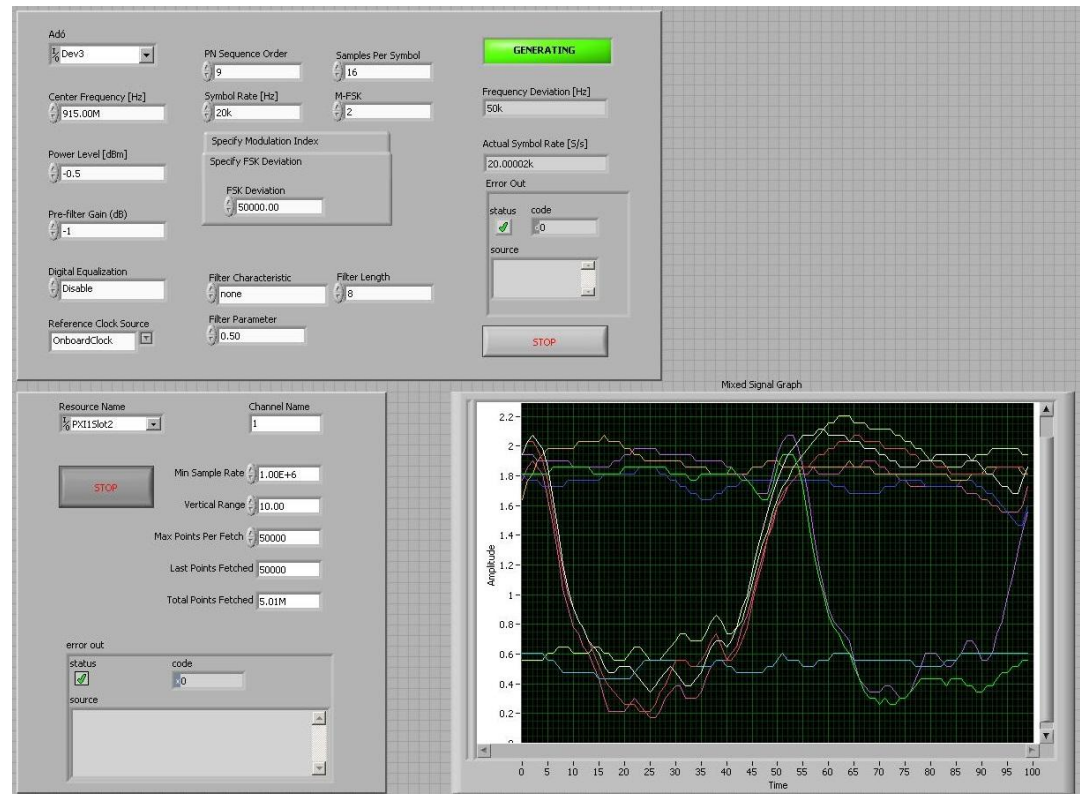 Adó
Dev3
PN Sequence Order
Samples Per Symbol
9
16
GENERATING
Center Frequency [Hz]
Symbol Rate [Hz]
M-FSK
Frequency Deviation [Hz]
915.00M
20k
2
50k
Specify Modulation Index
Actual Symbol Rate [S/s]
Power Level [dBm]
Specify FSK Deviation
20.00002k
-0.5
FSK Deviation
50000.00
Error Out
status
code
0
Pre-filter Gain (dB)
-1
source
Digital Equalization
Disable
Filter Characteristic
Filter Length
none
8
Reference Clock Source
Filter Parameter
OnboardClock
0.50
STOP
Resource Name
Channel Name
PXI1Slot2
1
STOP
Min Sample Rate 1.00E+6
Vertical Range 10.00
Max Points Per Fetch 50000
Last Points Fetched 50000
Total Points Fetched 5.01M
error out
status
code
0
source
Mixed Signal Graph
Amplitude
2.2
2
1.8
1.6
1.4
1.2
1
0.8
0.6
0.4
0.2
0 5 10 15 20 25 30 35 40 45 50 55 60 65 70 75 80 85 90 95 100
Time